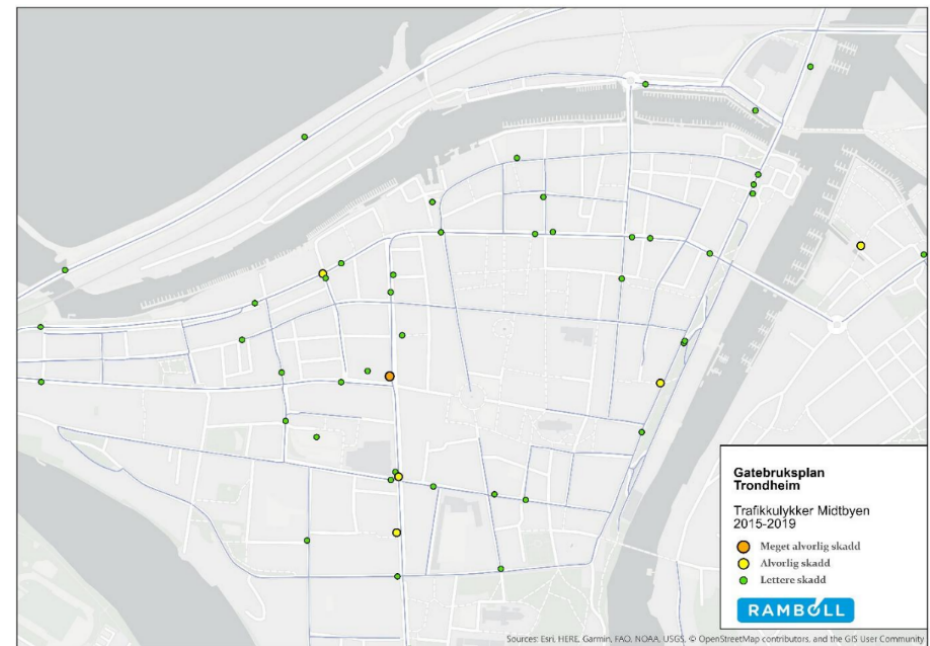 Gatebruksplan
Trondheim
Trafikkulykker Midtbyen
2015-2019
Meget alvorlig skadd
Alvorlig skadd
Lettere skadd
RAMBOLL
Sources: Esri, HERE, Garmin, FAO, NOAA, USGS, © OpenStreetMap contributors, and the GIS User Community